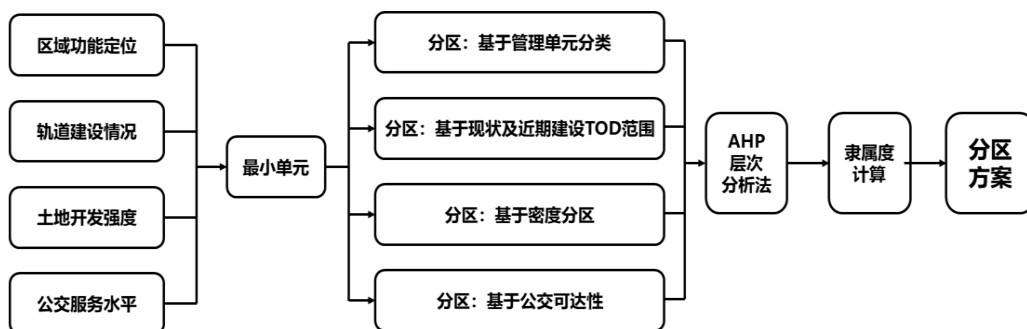 区域功能定位
轨道建设情况
土地开发强度
公交服务水平
最小单元
分区：基于管理单元分类
分区：基于现状及近期建设TOD范围
分区：基于密度分区
分区：基于公交可达性
AHP
层次
分析法
隶属度
计算
分区
方案